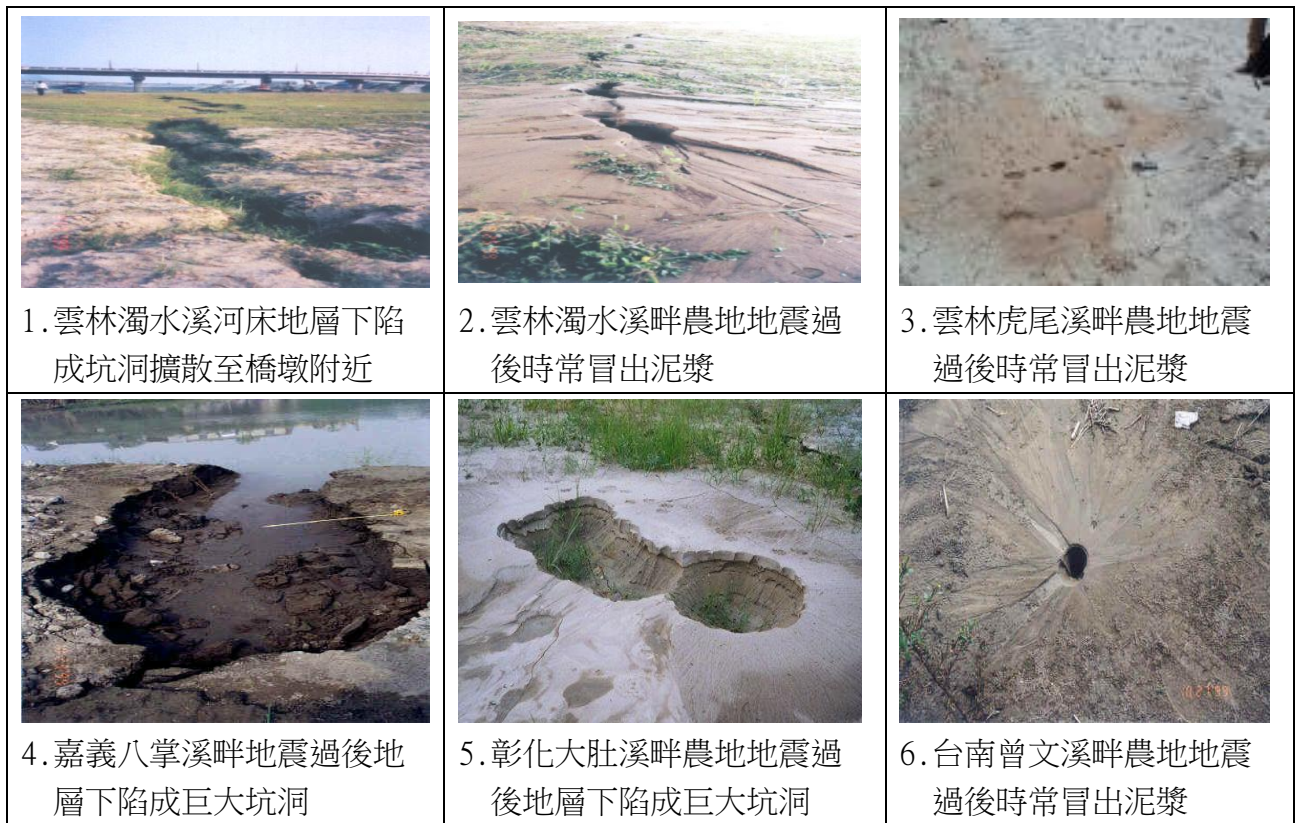 1.雲林濁水溪河床地層下陷
成坑洞擴散至橋墩附近
2.雲林濁水溪畔農地地震過
後時常冒出泥漿
3.雲林虎尾溪畔農地地震
過後時常冒出泥漿
4.嘉義八掌溪畔地震過後地
層下陷成巨大坑洞
5.彰化大肚溪畔農地地震過
後地層下陷成巨大坑洞
6.台南曾文溪畔農地地震
過後時常冒出泥漿